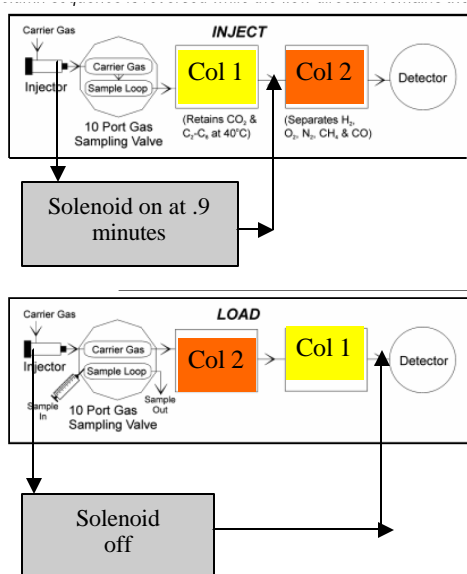 INJECT
Carrier Gas
Injector
Carrier Gas
Sample Loop
10 Port Gas
Sampling Valve
Col 1
(Retains CO₂ &
C₂-C₆ at 40°C)
Col 2
(Separates H₂,
O₂, N₂, CH₄ & CO)
Detector
Solenoid on at .9
minutes
LOAD
Carrier Gas
Injector
Carrier Gas
Sample Loop
Sample
In
Sample
Out
10 Port Gas
Sampling Valve
Col 2
Col 1
Detector
Solenoid
off